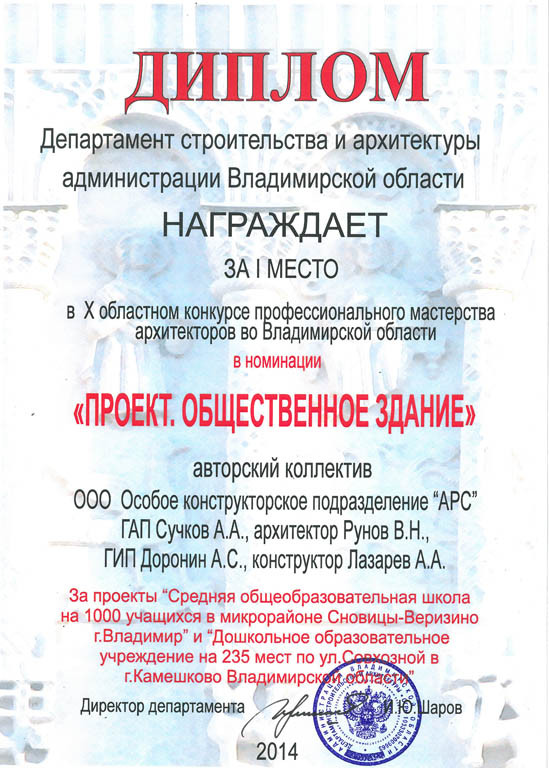 ДИПЛОМ
Департамент строительства и архитектуры
администрации Владимирской области
НАГРАЖДАЕТ
ЗА I МЕСТО
в X областном конкурсе профессионального мастерства
архитекторов во Владимирской области
в номинации
«ПРОЕКТ. ОБЩЕСТВЕННОЕ ЗДАНИЕ»
авторский коллектив
ООО Особое конструкторское подразделение “АРС”
ГАП Сучков А.А., архитектор Рунов В.Н.,
ГИП Доронин А.С., конструктор Лазарев А.А.
За проекты “Средняя общеобразовательная школа
на 1000 учащихся в микрорайоне Сновицы-Веризино
г.Владимир” и “Дошкольное образовательное
учреждение на 235 мест по ул.Совхозной в
г.Камешково Владимирской области”
Директор департамента И.Ю.Шаров
2014